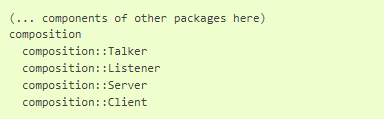 (... components of other packages here)
composition
  composition::Talker
  composition::Listener
  composition::Server
  composition::Client